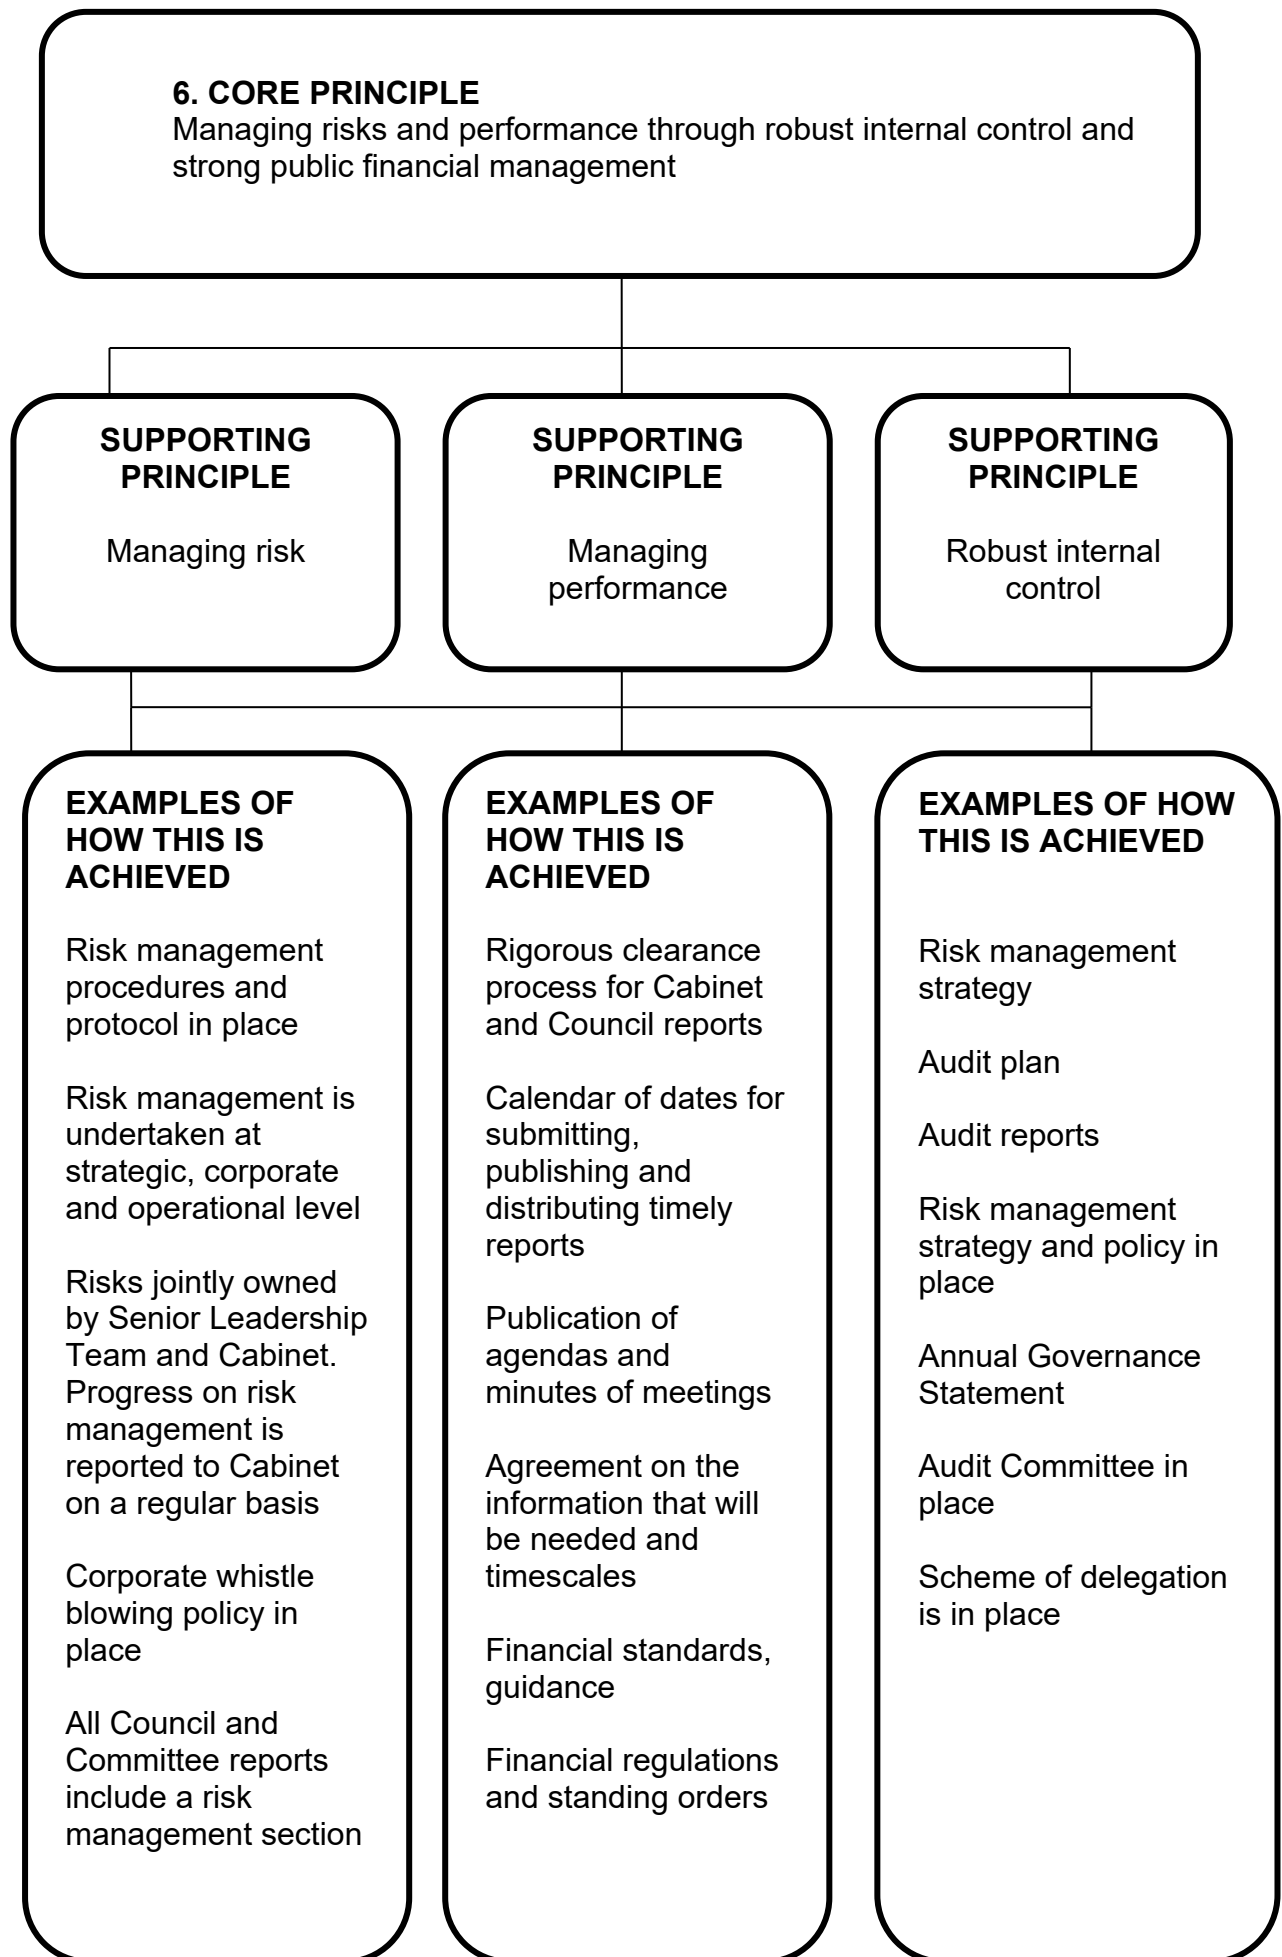 6. CORE PRINCIPLE
Managing risks and performance through robust internal control and
strong public financial management
SUPPORTING
PRINCIPLE
Managing risk
SUPPORTING
PRINCIPLE
Managing
performance
SUPPORTING
PRINCIPLE
Robust internal
control
EXAMPLES OF
HOW THIS IS
ACHIEVED
Risk management
procedures and
protocol in place
Risk management is
undertaken at
strategic, corporate
and operational level
Risks jointly owned
by Senior Leadership
Team and Cabinet.
Progress on risk
management is
reported to Cabinet
on a regular basis
Corporate whistle
blowing policy in
place
All Council and
Committee reports
include a risk
management section
EXAMPLES OF
HOW THIS IS
ACHIEVED
Rigorous clearance
process for Cabinet
and Council reports
Calendar of dates for
submitting,
publishing and
distributing timely
reports
Publication of
agendas and
minutes of meetings
Agreement on the
information that will
be needed and
timescales
Financial standards,
guidance
Financial regulations
and standing orders
EXAMPLES OF HOW
THIS IS ACHIEVED
Risk management
strategy
Audit plan
Audit reports
Risk management
strategy and policy in
place
Annual Governance
Statement
Audit Committee in
place
Scheme of delegation
is in place